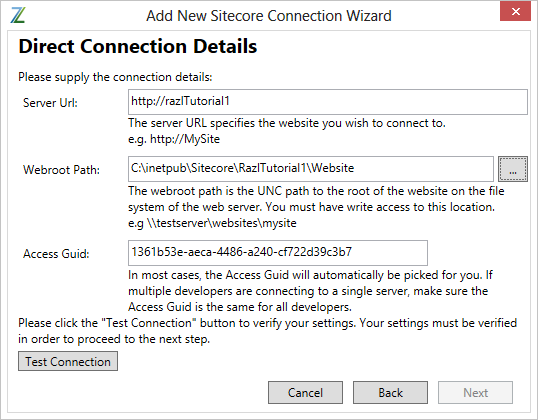 Add New Sitecore Connection Wizard
Direct Connection Details
Please supply the connection details:
Server Url:
http://razlTutorial1
The server URL specifies the website you wish to connect to.
e.g. http://MySite
Webroot Path:
C:\inetpub\Sitecore\RazlTutorial1\Website
...
The webroot path is the UNC path to the root of the website on the file
system of the web server. You must have write access to this location.
e.g \\testserver\websites\mysite
Access Guid:
1361b53e-aeca-4486-a240-cf722d39c3b7
In most cases, the Access Guid will automatically be picked for you. If
multiple developers are connecting to a single server, make sure the
Access Guid is the same for all developers.
Please click the "Test Connection" button to verify your settings. Your settings must be verified
in order to proceed to the next step.
Test Connection
Cancel
Back
Next